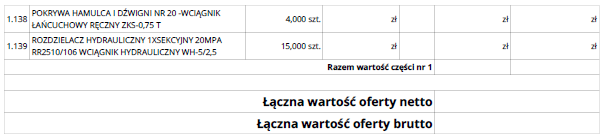 1.138 POKRYWA HAMULCA I DŹWIGNI NR 20 -WCIĄGNIK ŁAŃCUCHOWY RĘCZNY ZKS-0,75 T 4,000 szt. zł zł zł
1.139 ROZDZIELACZ HYDRAULICZNY 1XSEKCYJNY 20MPA RR2510/106 WCIĄGNIK HYDRAULICZNY WH-5/2,5 15,000 szt. zł zł zł
Razem wartość części nr 1
Łączna wartość oferty netto
Łączna wartość oferty brutto